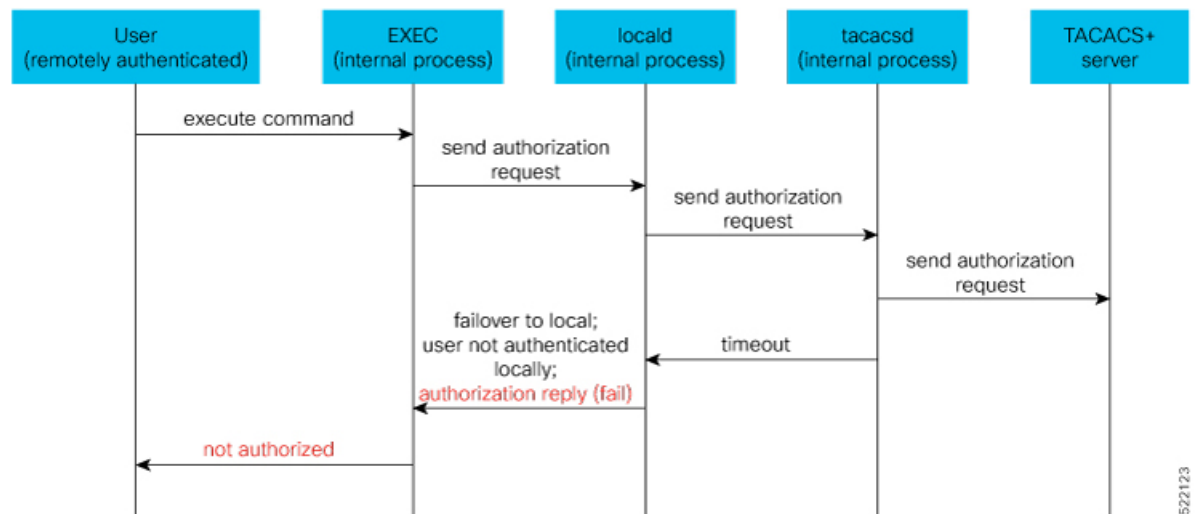 User
(remotely authenticated)
EXEC
(internal process)
locald
(internal process)
tacacsd
(internal process)
TACACS+
server
execute command
send authorization
request
send authorization
request
send authorization
request
timeout
failover to local;
user not authenticated
locally;
authorization reply (fail)
not authorized
522123